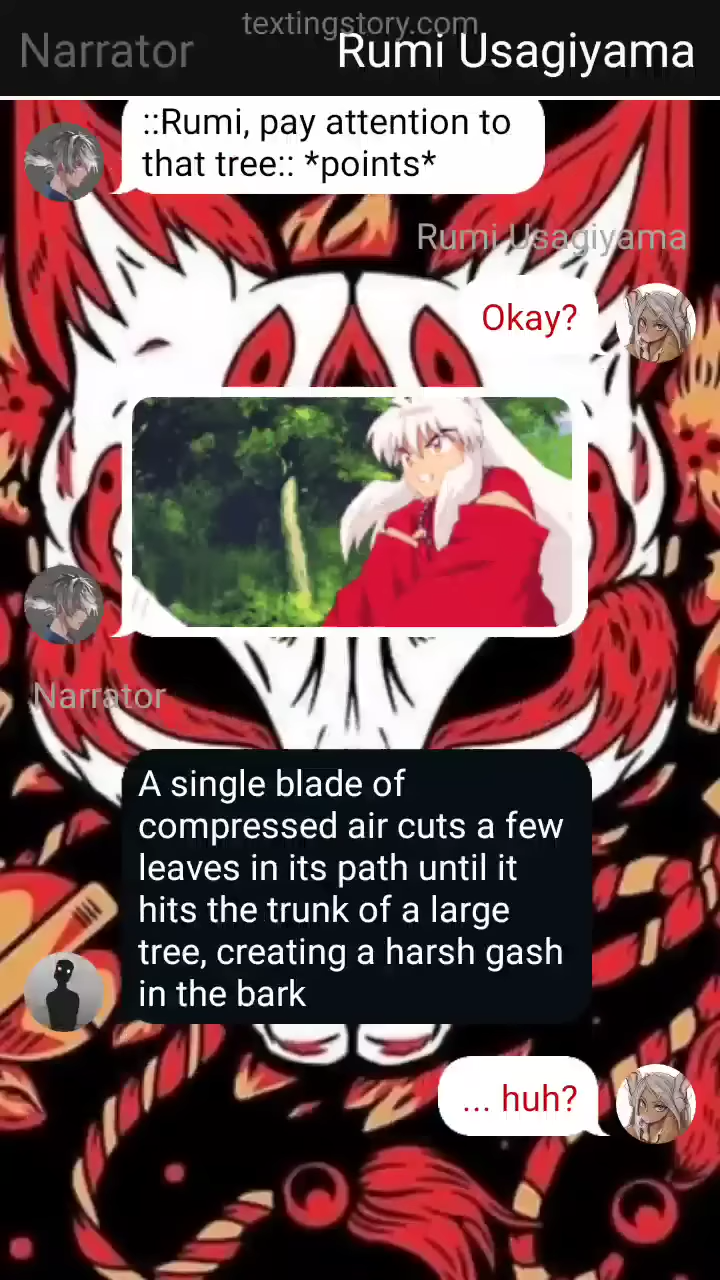 textingstory.com
Narrator
Rumi Usagiyama
::Rumi, pay attention to
that tree:: *points*
Rumi Usagiyama
Okay?
Narrator
A single blade of
compressed air cuts a few
leaves in its path until it
hits the trunk of a large
tree, creating a harsh gash
in the bark
... huh?